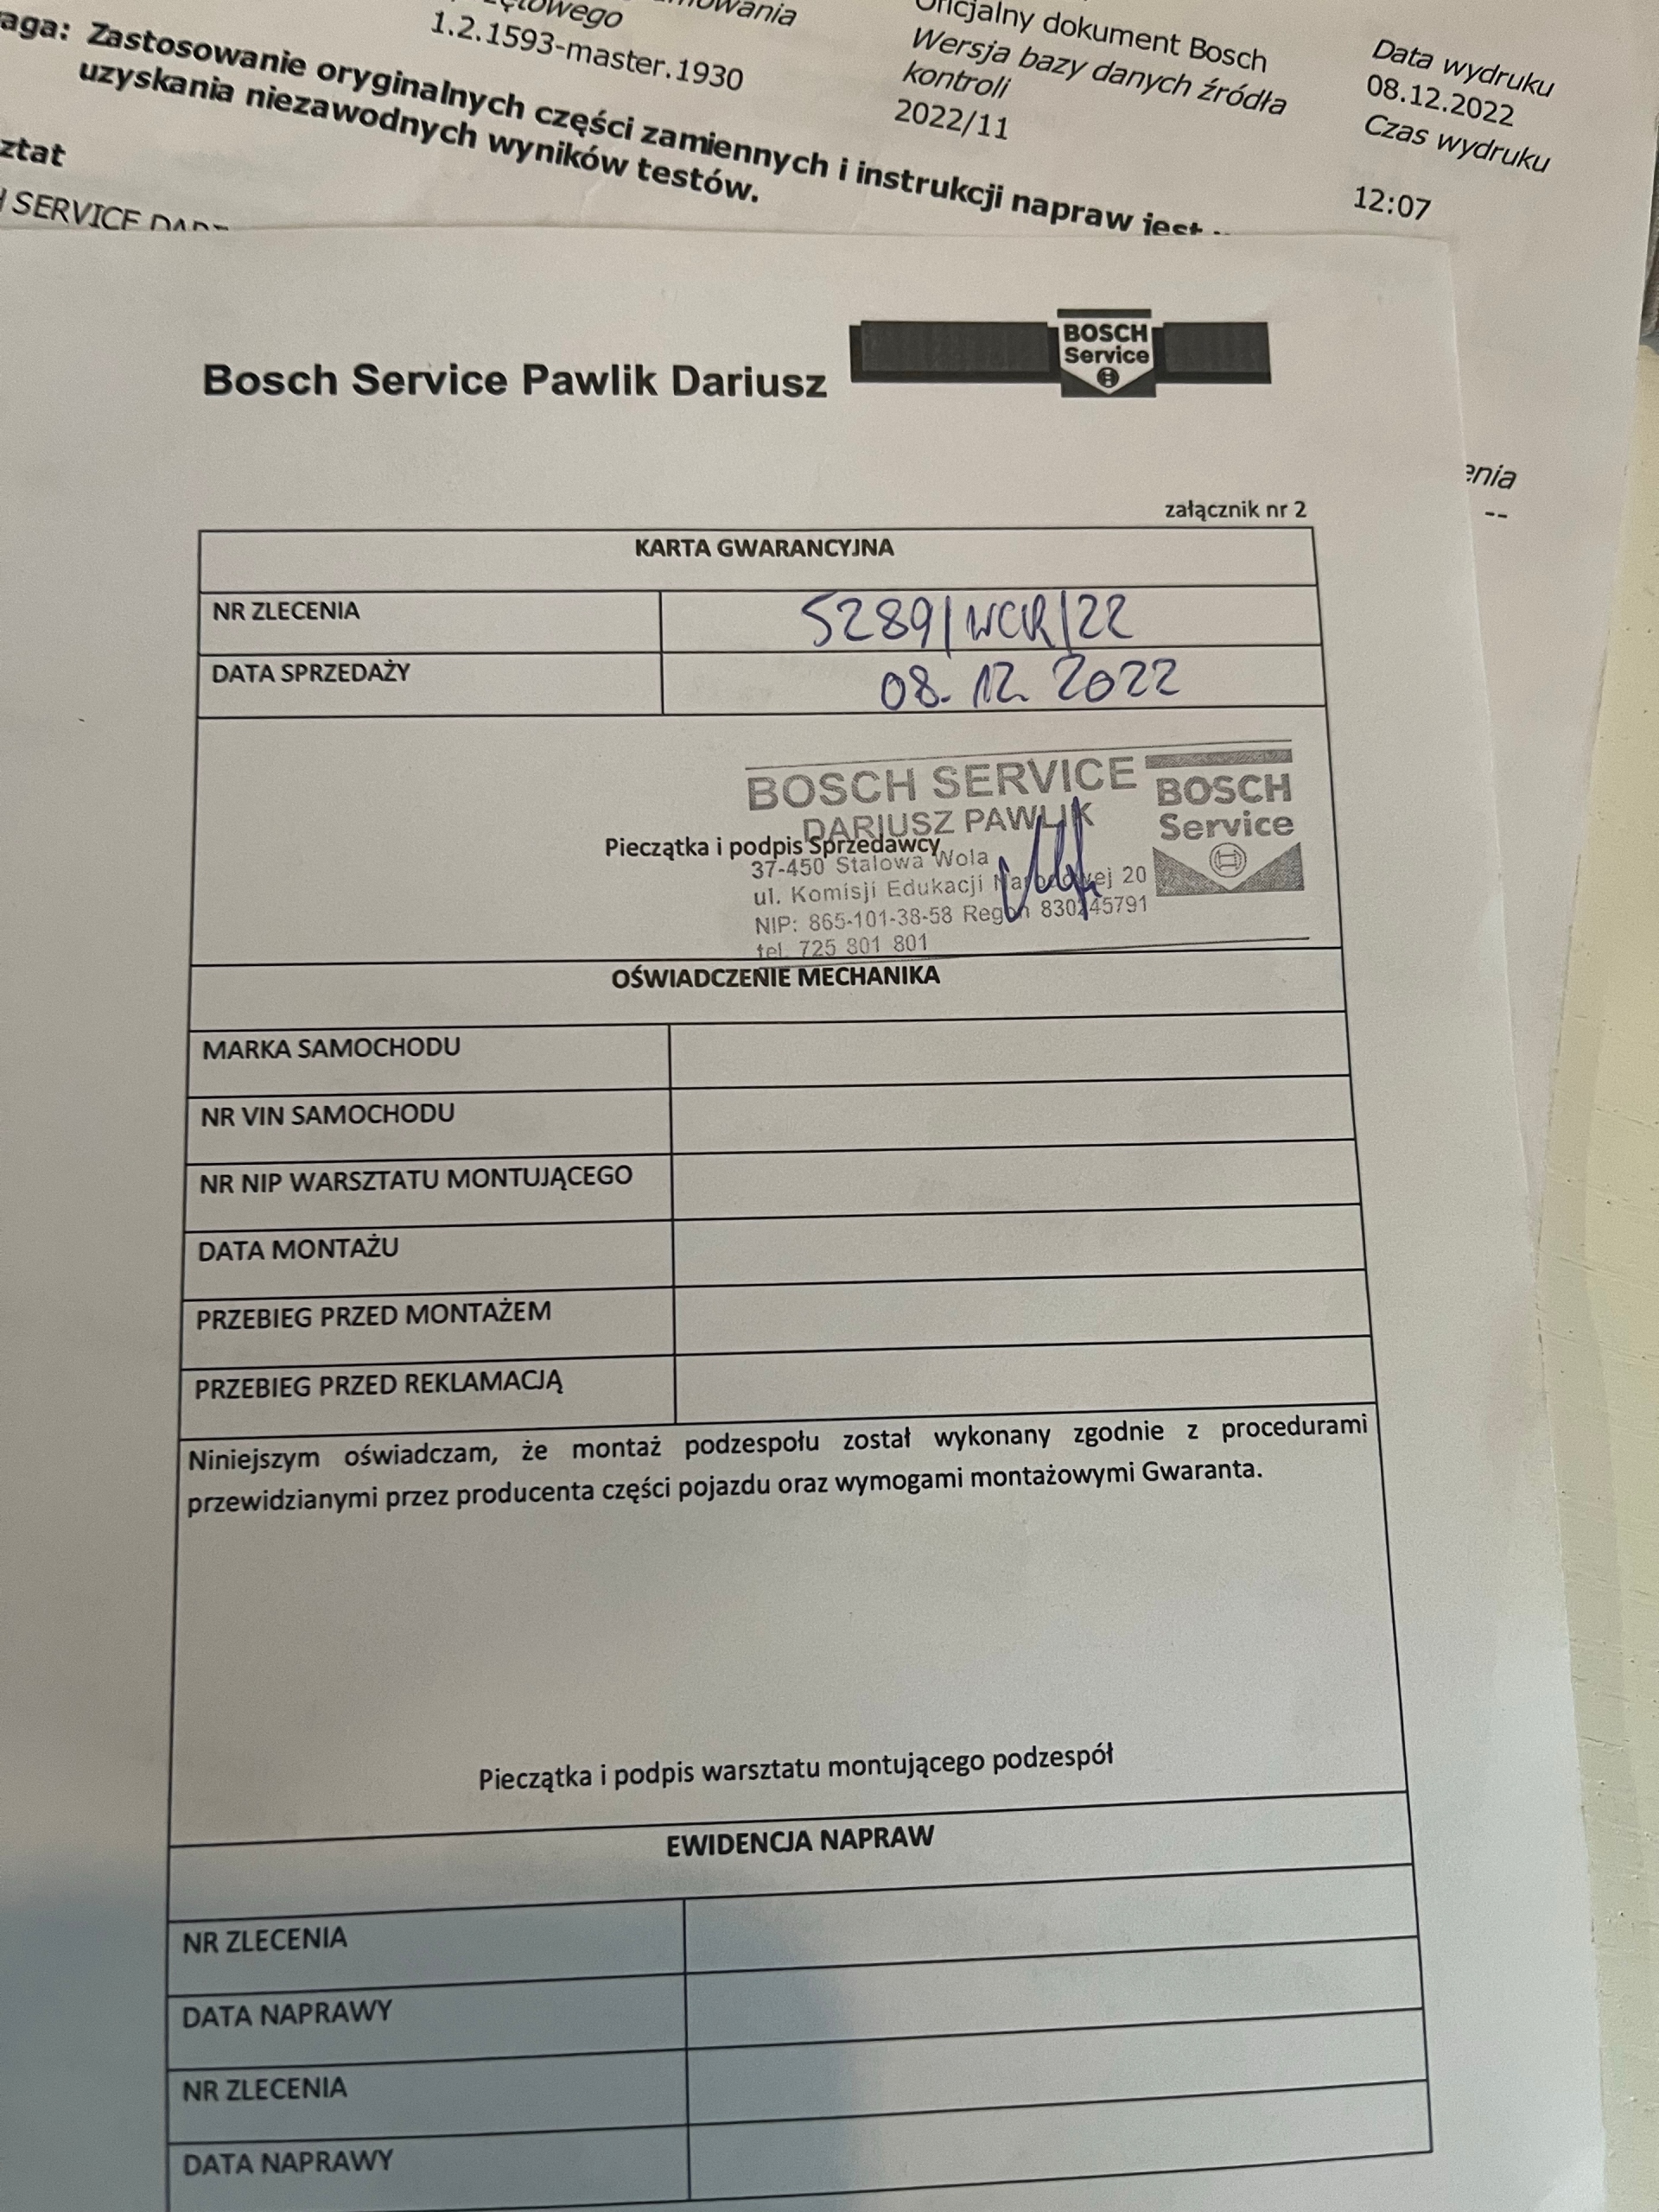 1.2.1593-master.1930
Oficjalny dokument Bosch
Wersja bazy danych źródła
kontroli
2022/11
Data wydruku
08.12.2022
Czas wydruku
12:07
Zastosowanie oryginalnych części zamiennych i instrukcji napraw jest
uzyskania niezawodnych wyników testów.
SERVICE
--
Bosch Service Pawlik Dariusz
BOSCH
Service
załącznik nr 2
KARTA GWARANCYJNA
NR ZLECENIA 5289/WCR/22
DATA SPRZEDAŻY 08.12.2022
BOSCH SERVICE
DARIUSZ PAWLIK
Pieczątka i podpis Sprzedawcy
37-450 Stalowa Wola
ul. Komisji Edukacji Narodowej 20
NIP: 865-101-38-58 Regon 830245791
tel. 725 801 801
BOSCH
Service
OŚWIADCZENIE MECHANIKA
MARKA SAMOCHODU
NR VIN SAMOCHODU
NR NIP WARSZTATU MONTUJĄCEGO
DATA MONTAŻU
PRZEBIEG PRZED MONTAŻEM
PRZEBIEG PRZED REKLAMACJĄ
Niniejszym oświadczam, że montaż podzespołu został wykonany zgodnie z procedurami
przewidzianymi przez producenta części pojazdu oraz wymogami montażowymi Gwaranta.
Pieczątka i podpis warsztatu montującego podzespół
EWIDENCJA NAPRAW
NR ZLECENIA
DATA NAPRAWY
NR ZLECENIA
DATA NAPRAWY